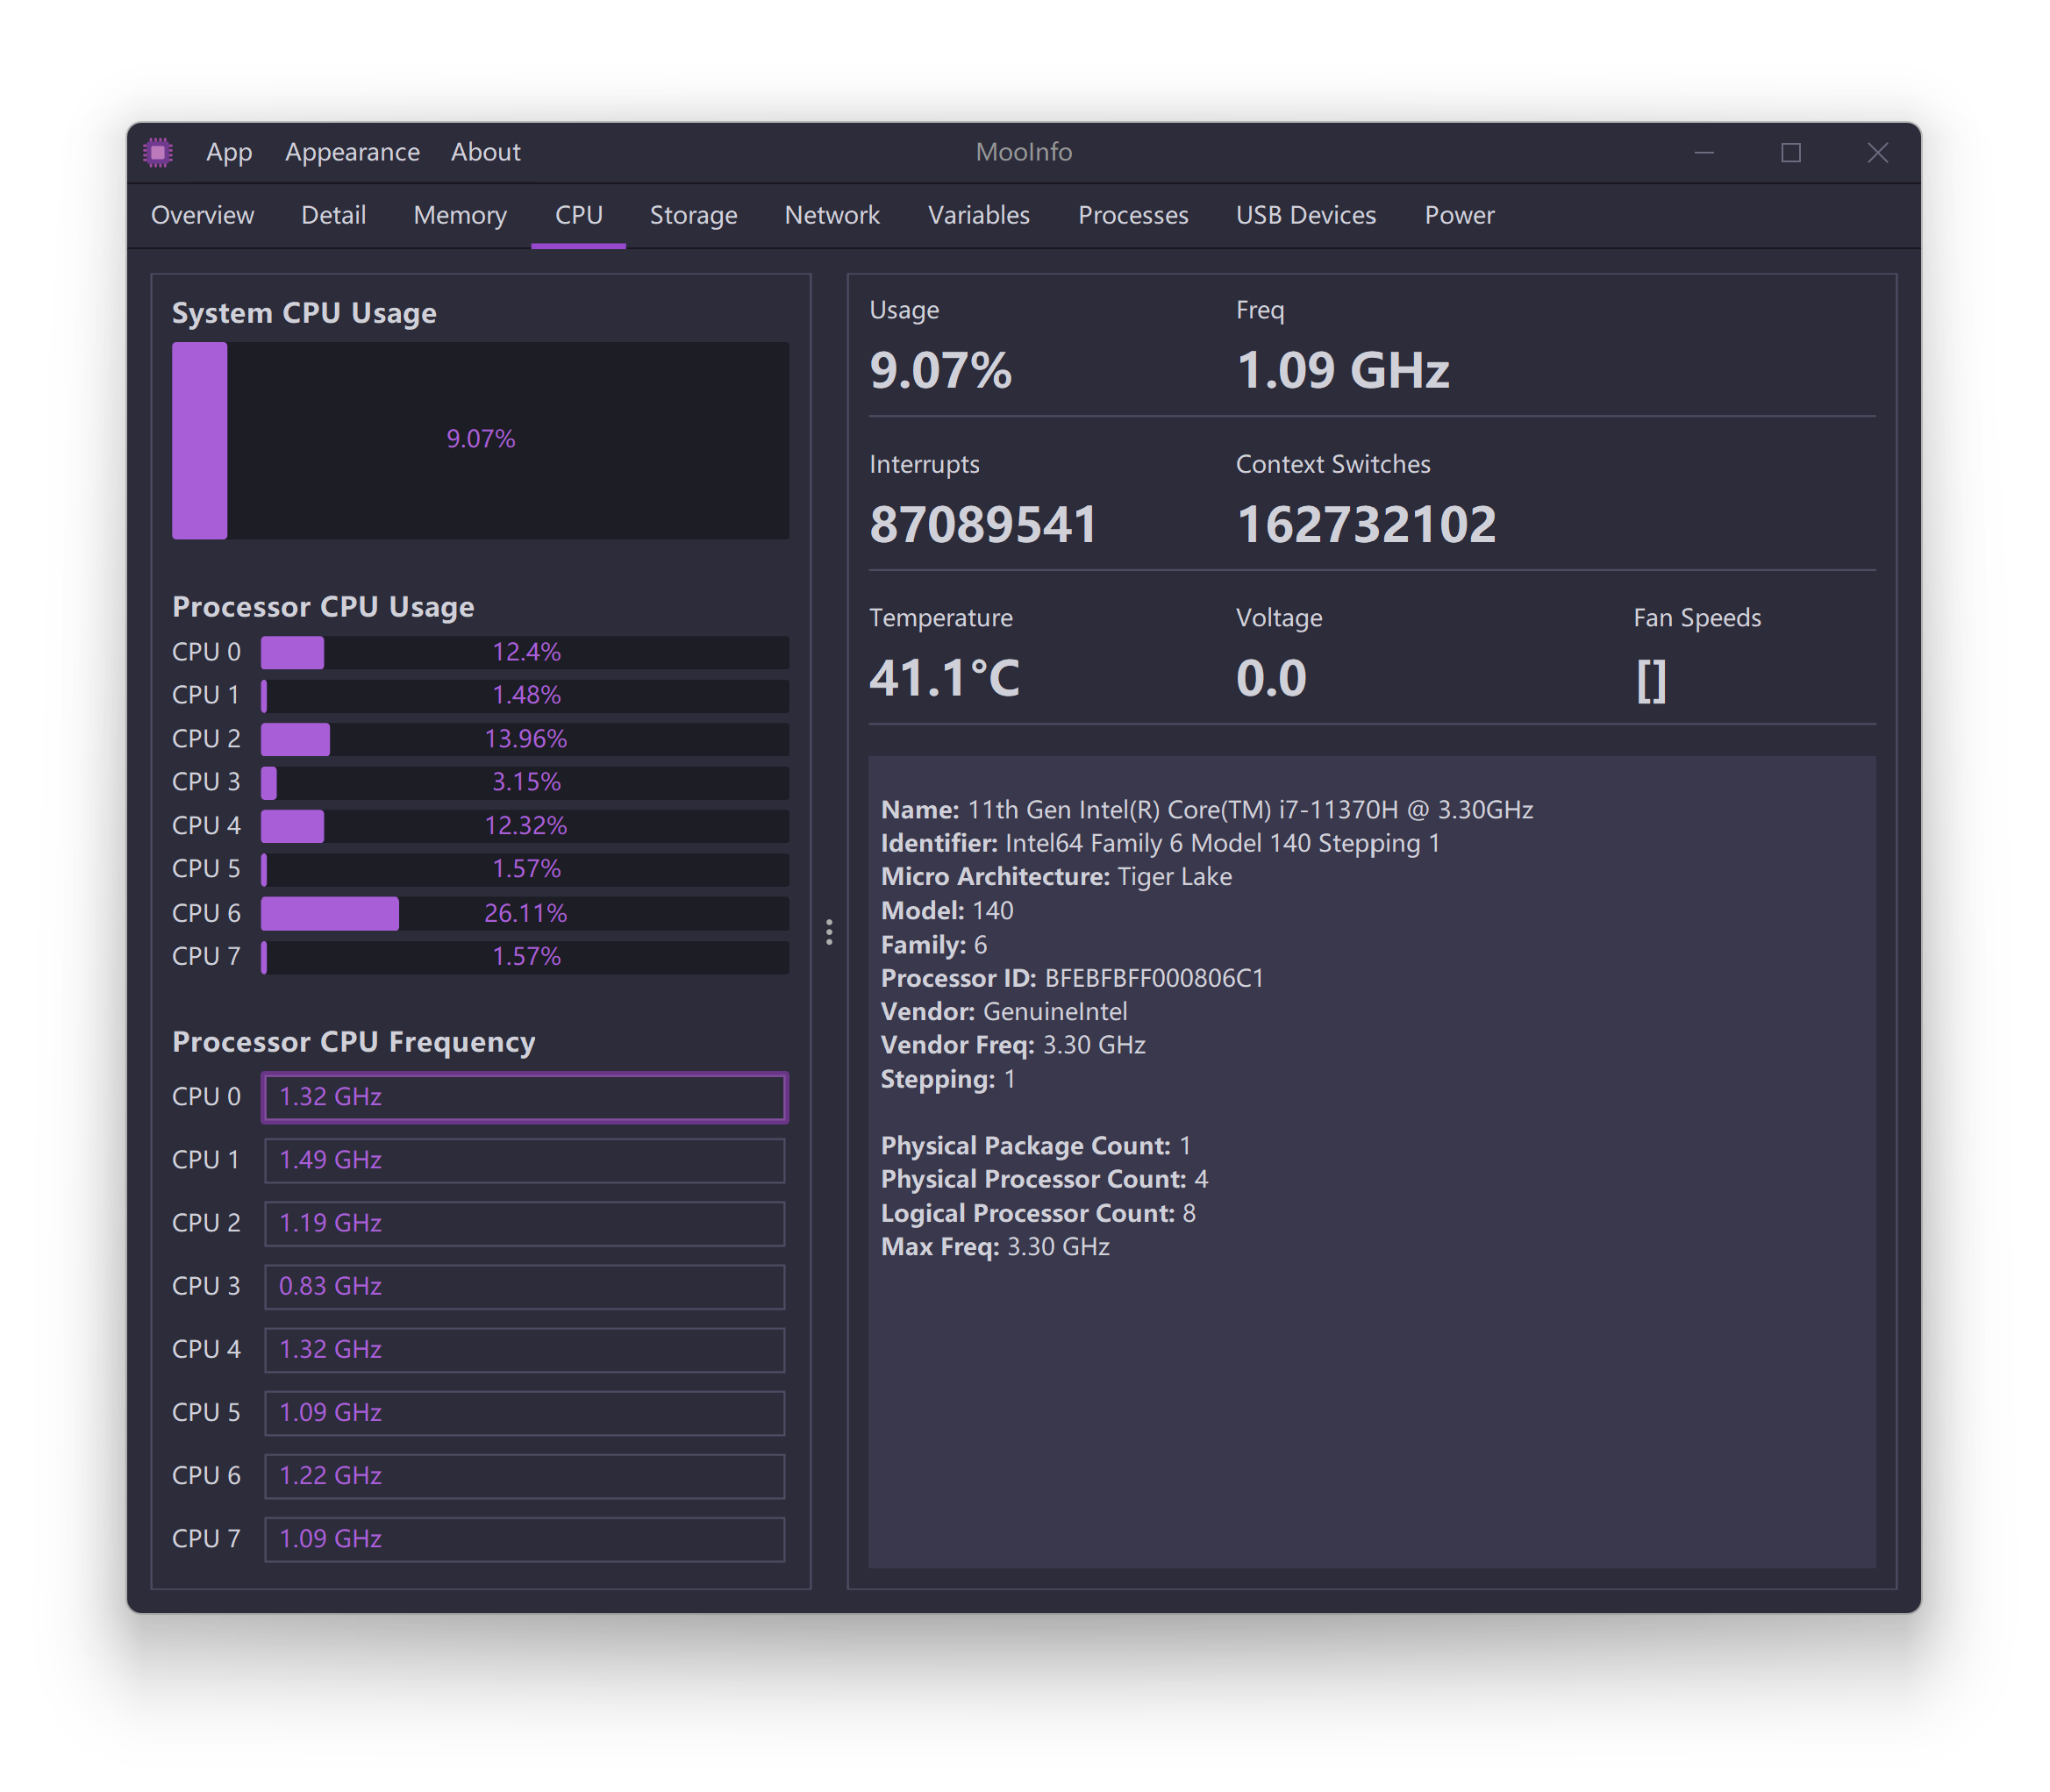 App Appearance About MooInfo
Overview Detail Memory CPU Storage Network Variables Processes USB Devices Power
System CPU Usage
9.07%
Processor CPU Usage
CPU 0 12.4%
CPU 1 1.48%
CPU 2 13.96%
CPU 3 3.15%
CPU 4 12.32%
CPU 5 1.57%
CPU 6 26.11%
CPU 7 1.57%
Processor CPU Frequency
CPU 0 1.32 GHz
CPU 1 1.49 GHz
CPU 2 1.19 GHz
CPU 3 0.83 GHz
CPU 4 1.32 GHz
CPU 5 1.09 GHz
CPU 6 1.22 GHz
CPU 7 1.09 GHz
Usage Freq
9.07% 1.09 GHz
Interrupts Context Switches
87089541 162732102
Temperature Voltage Fan Speeds
41.1°C 0.0 []
Name: 11th Gen Intel(R) Core(TM) i7-11370H @ 3.30GHz
Identifier: Intel64 Family 6 Model 140 Stepping 1
Micro Architecture: Tiger Lake
Model: 140
Family: 6
Processor ID: BFEBFBFF000806C1
Vendor: GenuineIntel
Vendor Freq: 3.30 GHz
Stepping: 1
Physical Package Count: 1
Physical Processor Count: 4
Logical Processor Count: 8
Max Freq: 3.30 GHz